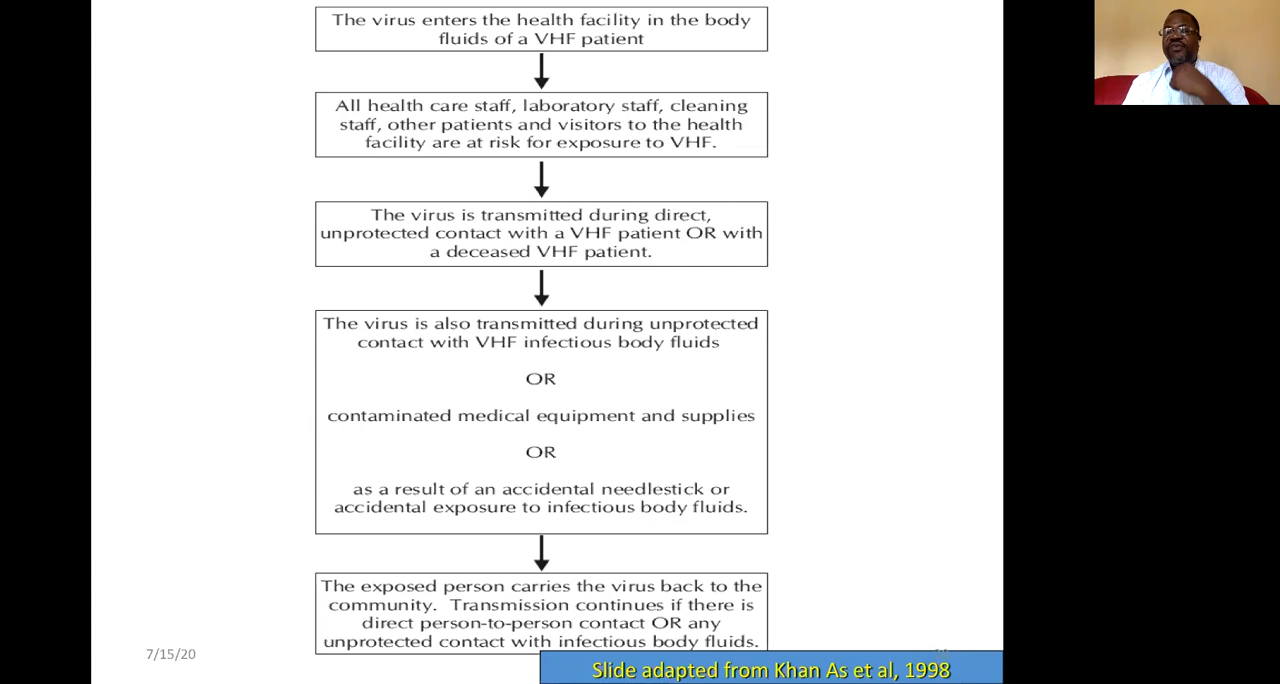 The virus enters the health facility in the body
fluids of a VHF patient
All health care staff, laboratory staff, cleaning
staff, other patients and visitors to the health
facility are at risk for exposure to VHF.
The virus is transmitted during direct,
unprotected contact with a VHF patient OR with
a deceased VHF patient.
The virus is also transmitted during unprotected
contact with VHF infectious body fluids
OR
contaminated medical equipment and supplies
OR
as a result of an accidental needlestick or
accidental exposure to infectious body fluids.
The exposed person carries the virus back to the
community. Transmission continues if there is
direct person-to-person contact OR any
unprotected contact with infectious body fluids.
7/15/20
Slide adapted from Khan As et al, 1998